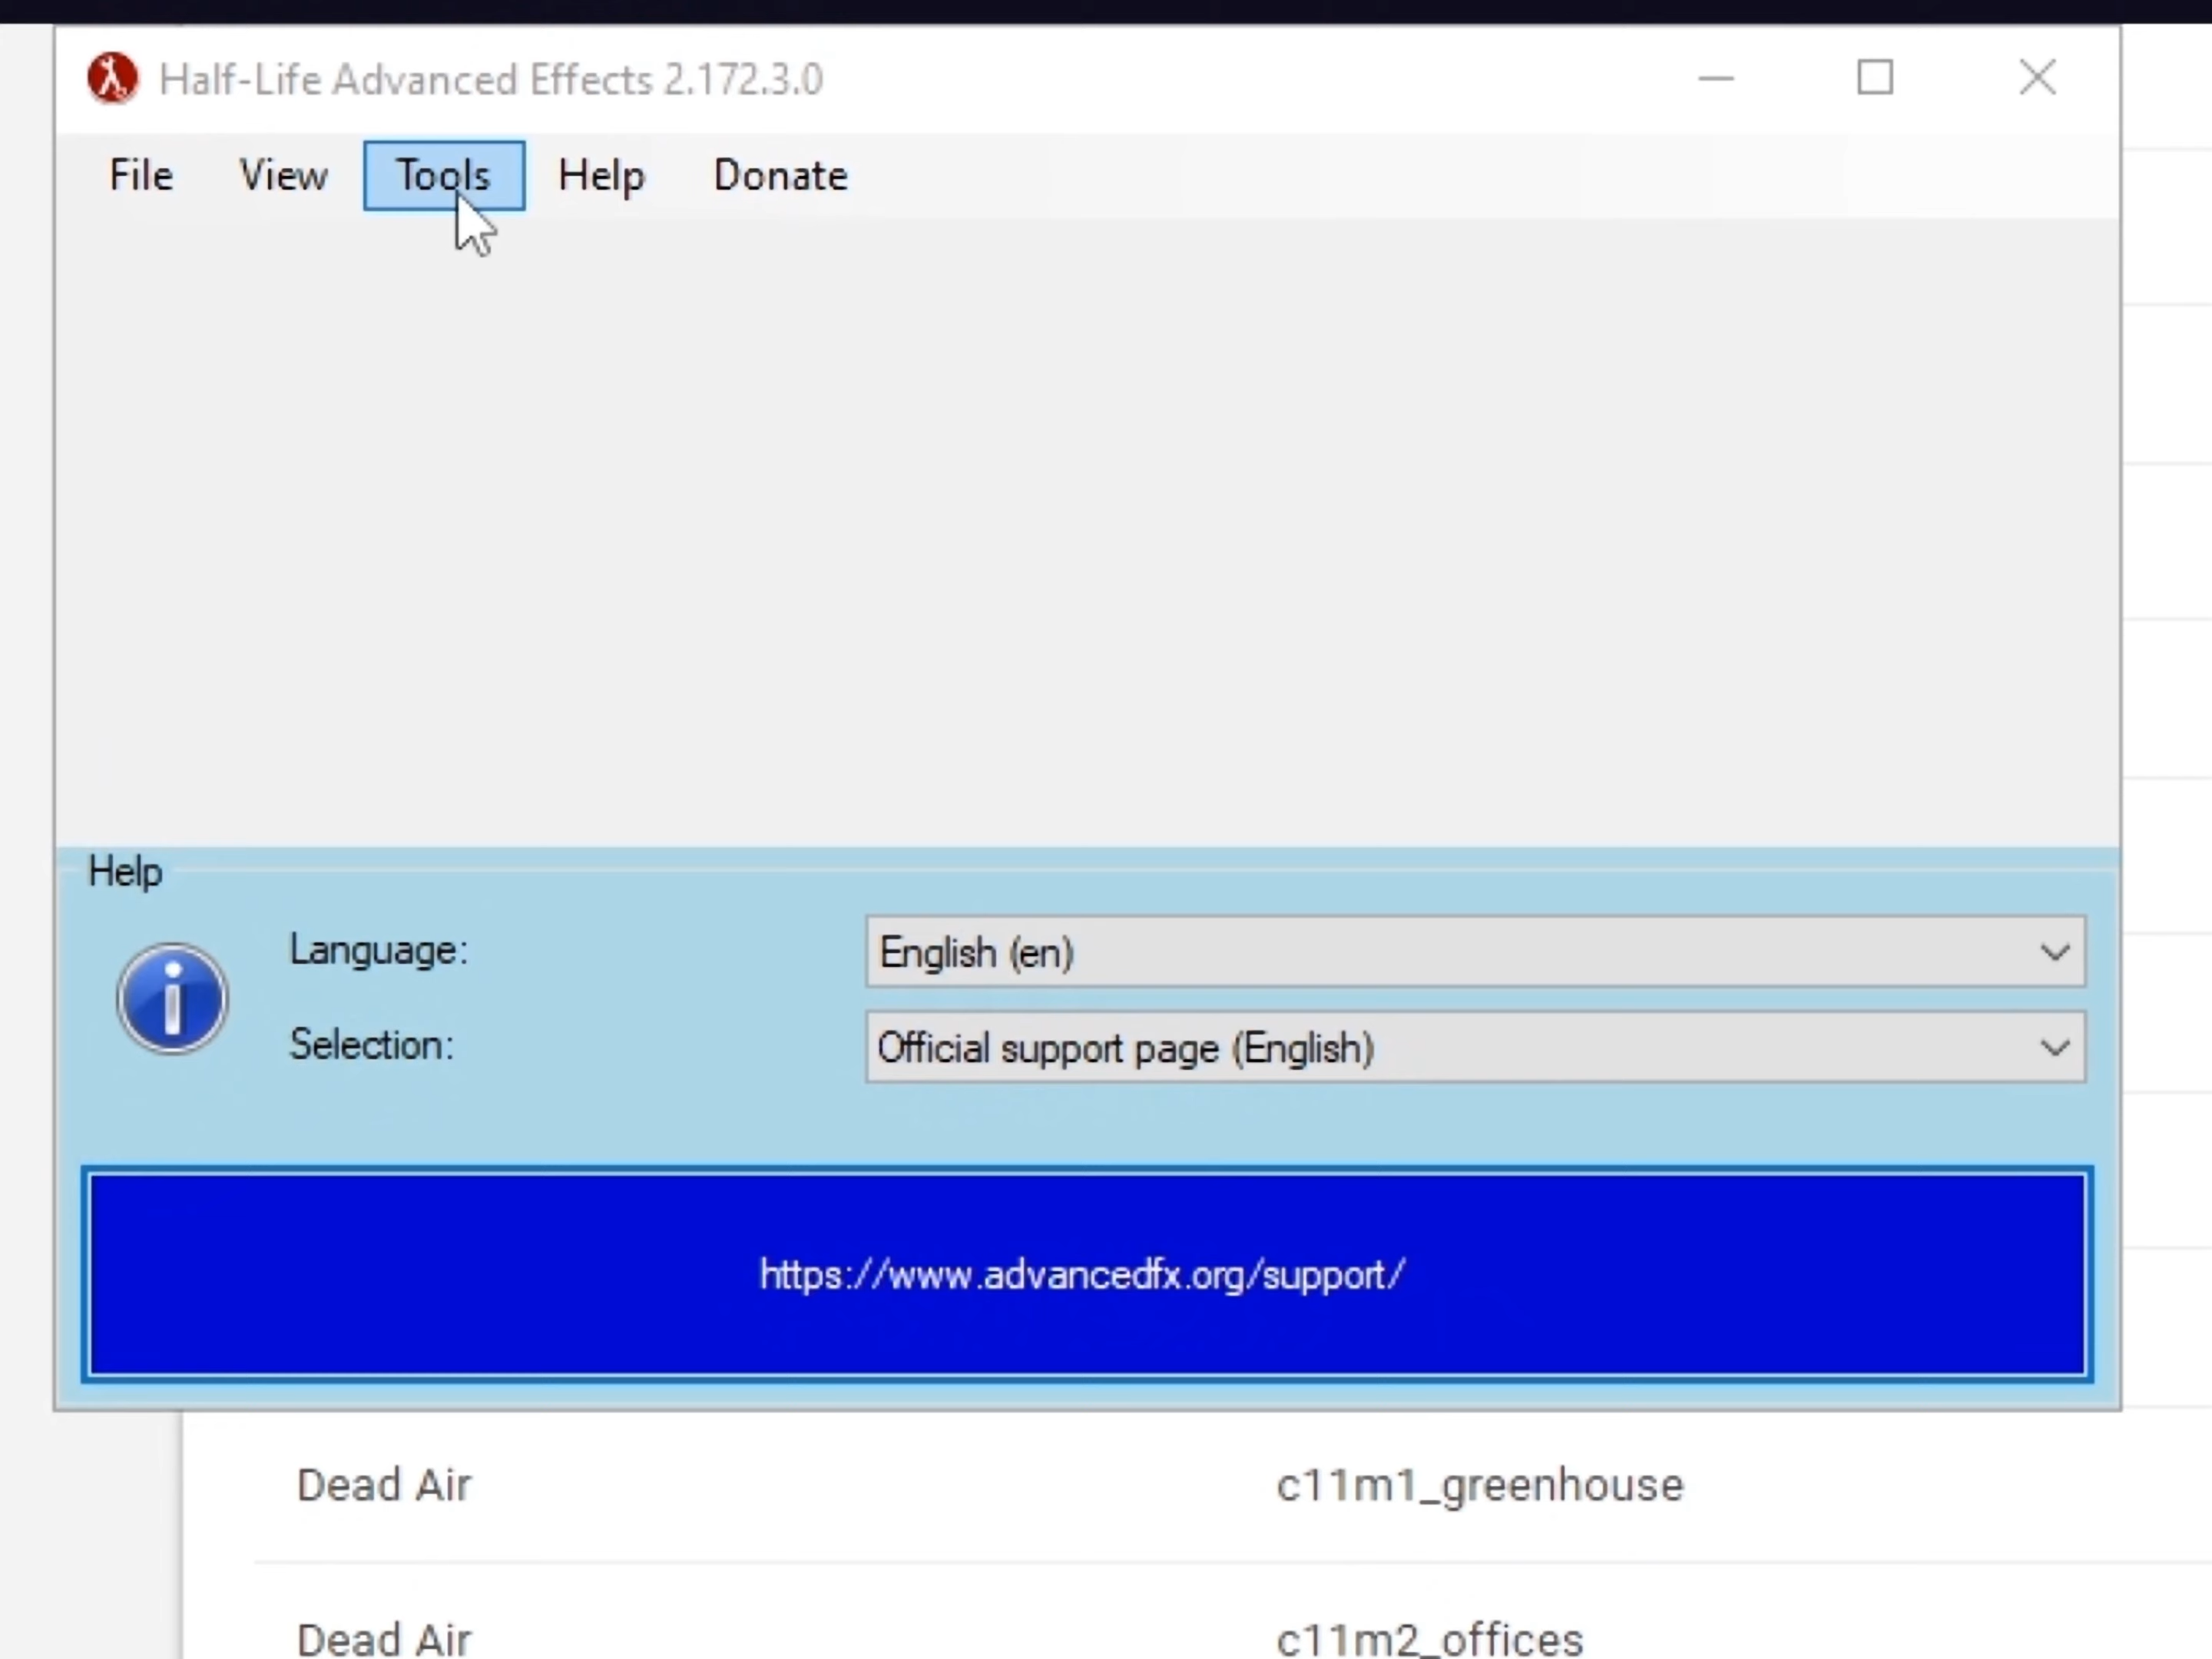 Half-Life Advanced Effects 2.172.3.0
File View Tools Help Donate
Help
Language: English (en)
Selection: Official support page (English)
https://www.advancedfx.org/support/
Dead Air c11m1_greenhouse
Dead Air c11m2_offices